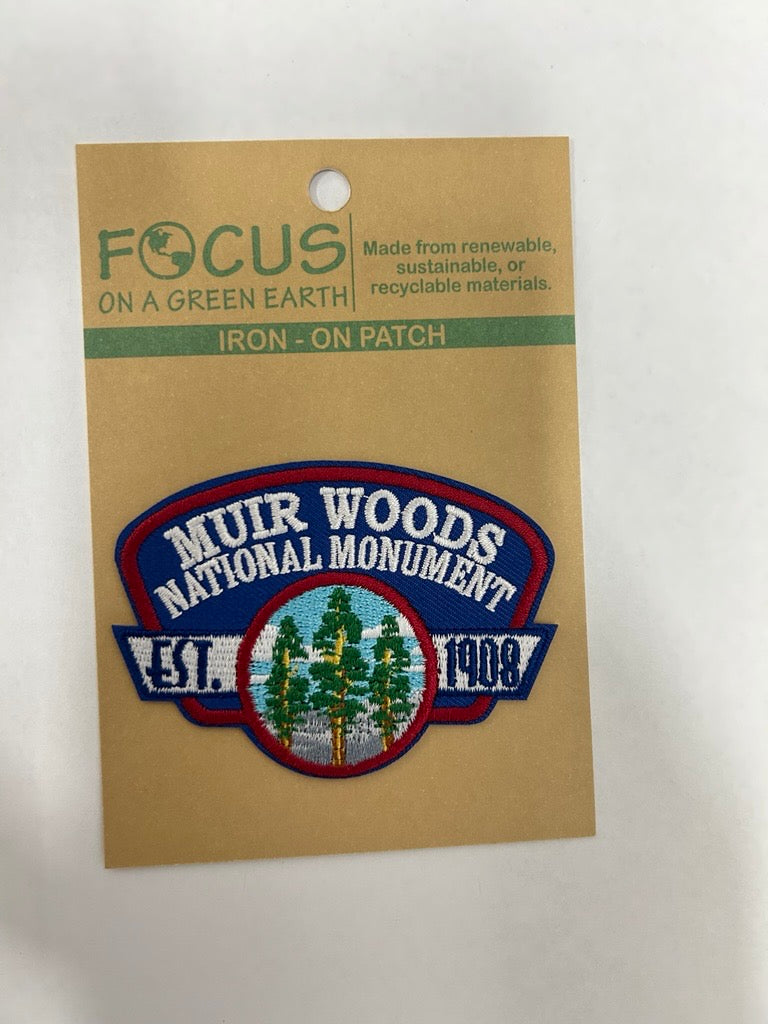 FOCUS
ON A GREEN EARTH
Made from renewable,
sustainable, or
recyclable materials.
IRON - ON PATCH
MUIR WOODS
NATIONAL MONUMENT
EST. 1908